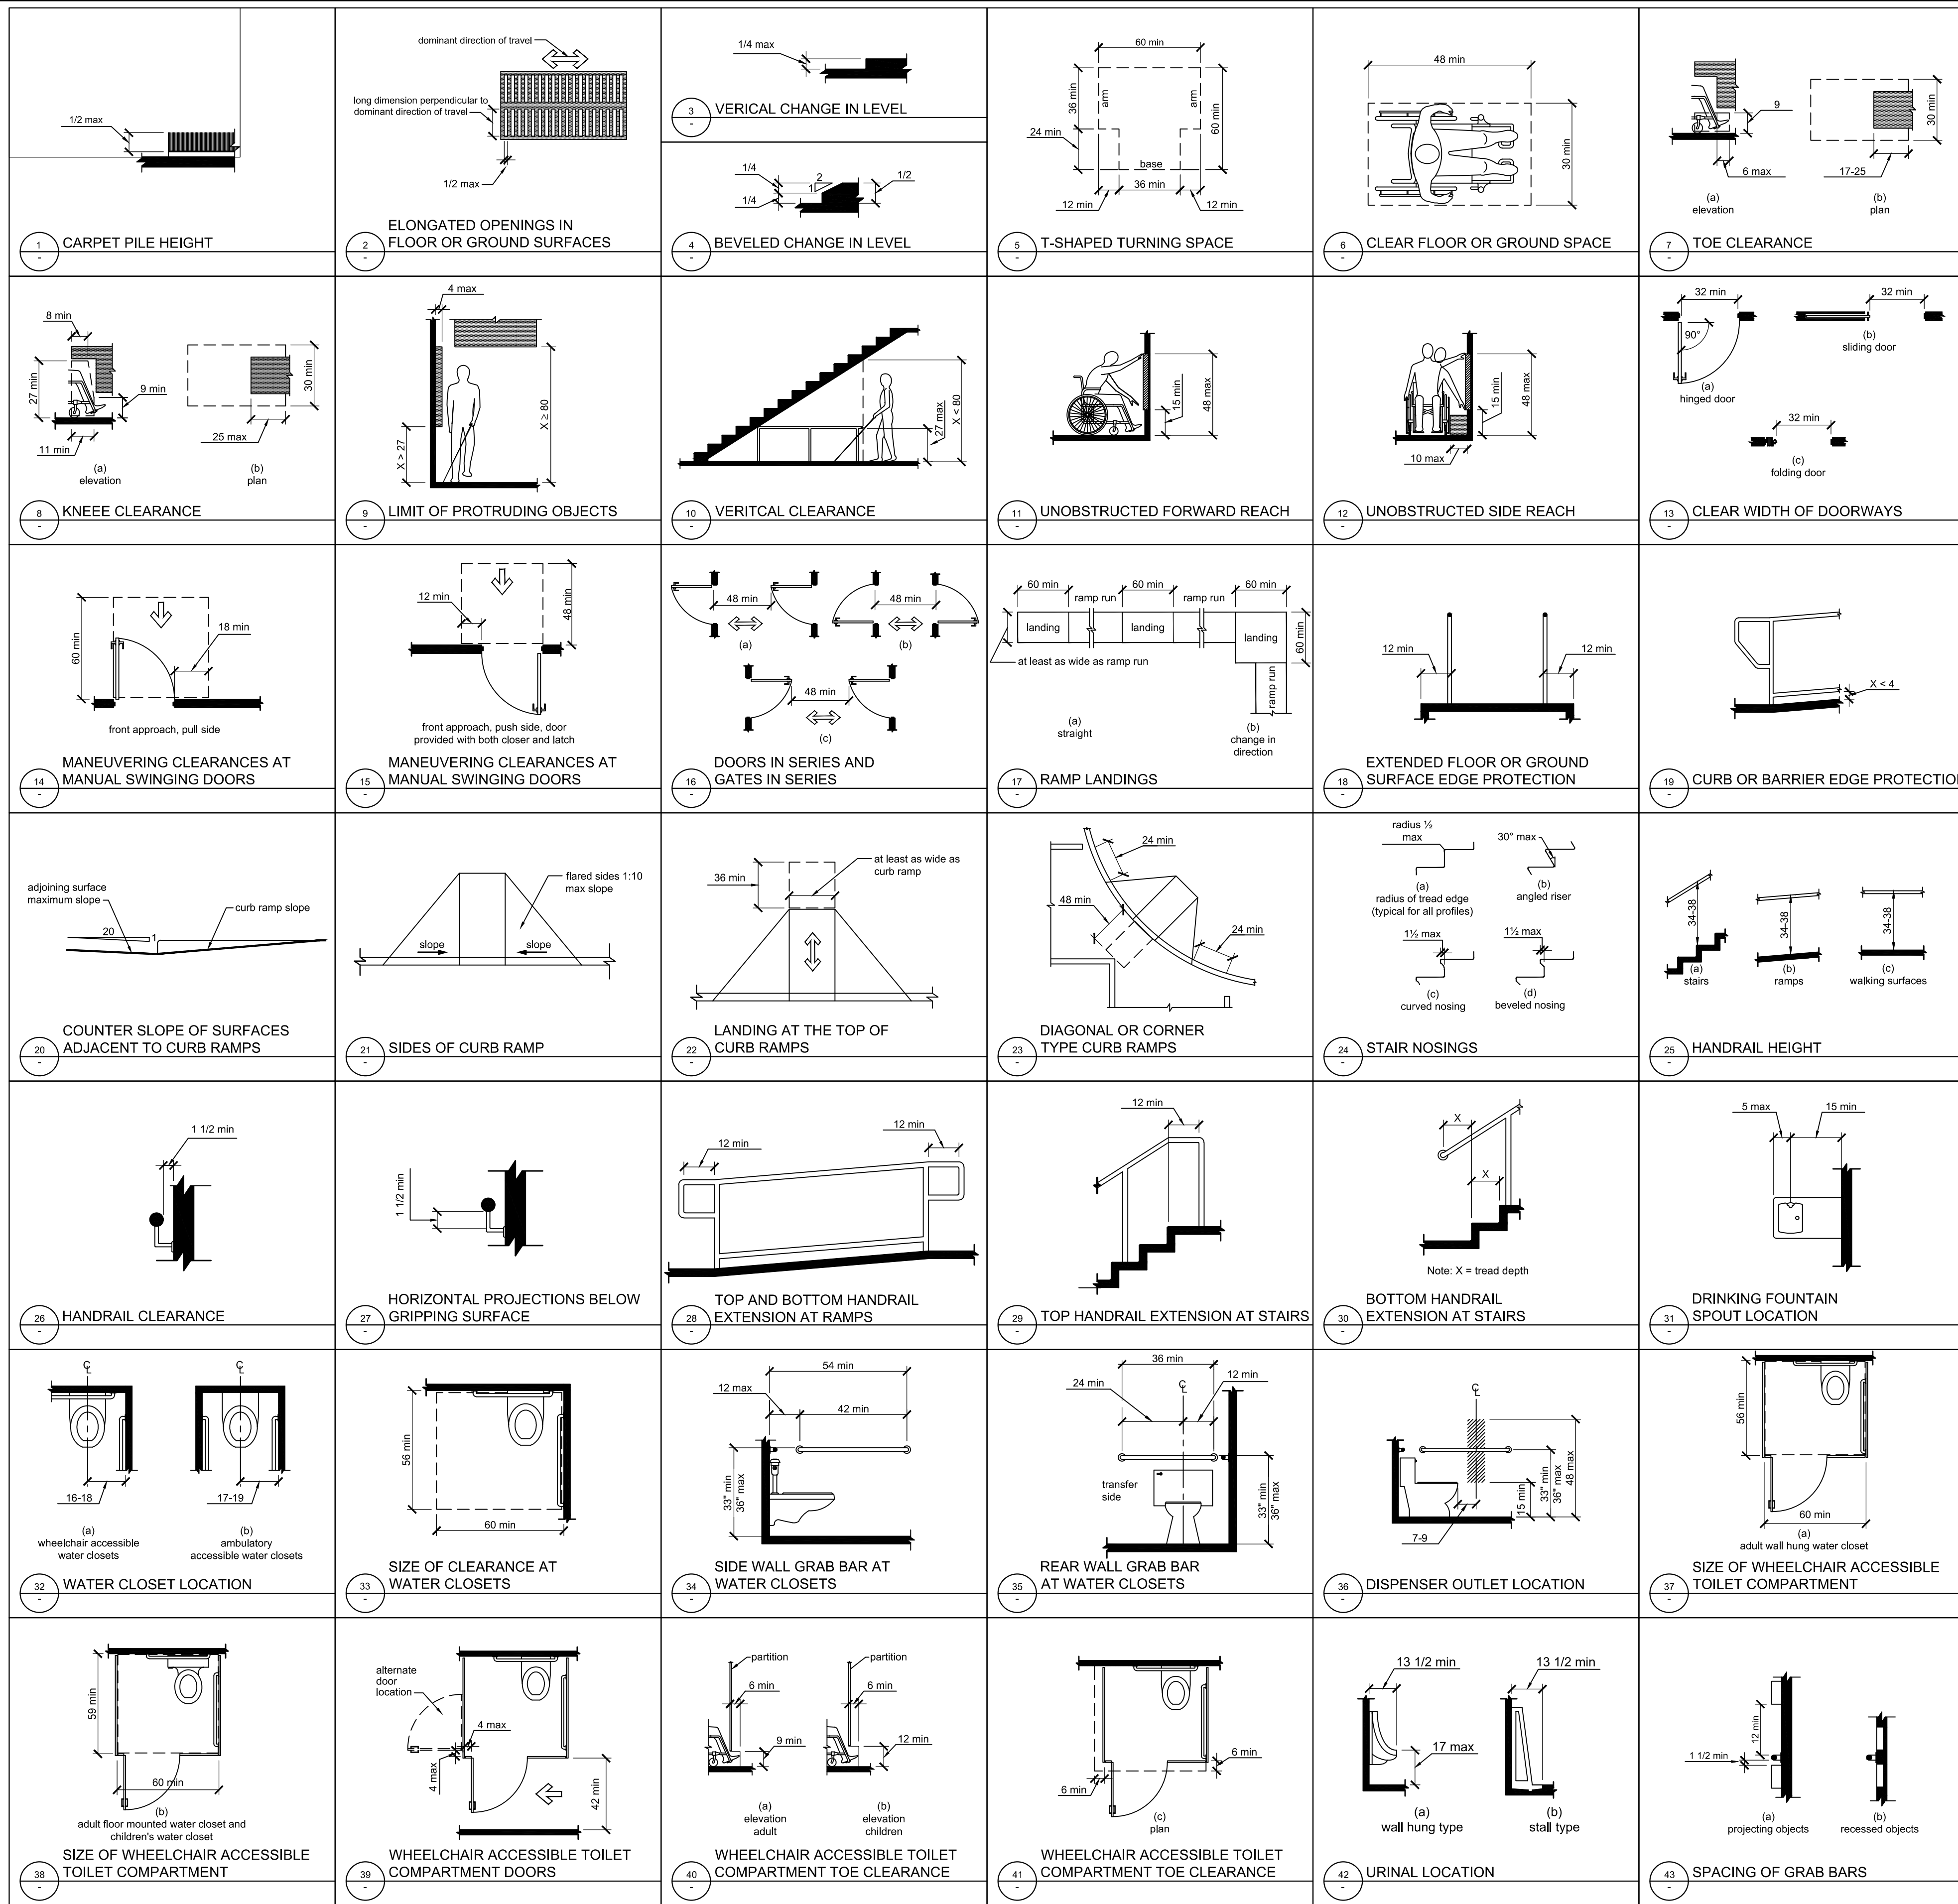 1/2 max
1
-
CARPET PILE HEIGHT
dominant direction of travel
long dimension perpendicular to
dominant direction of travel
1/2 max
2
-
ELONGATED OPENINGS IN
FLOOR OR GROUND SURFACES
1/4 max
3
-
VERICAL CHANGE IN LEVEL
1/4
2
1
1/2
1/4
4
-
BEVELED CHANGE IN LEVEL
60 min
36 min
arm
arm
60 min
24 min
base
36 min
12 min
12 min
5
-
T-SHAPED TURNING SPACE
48 min
30 min
6
-
CLEAR FLOOR OR GROUND SPACE
9
30 min
6 max
17-25
(a)
elevation
(b)
plan
7
-
TOE CLEARANCE
8 min
27 min
9 min
30 min
11 min
25 max
(a)
elevation
(b)
plan
8
-
KNEEE CLEARANCE
4 max
X > 27
X ≥ 80
9
-
LIMIT OF PROTRUDING OBJECTS
27 max
X < 80
10
-
VERITCAL CLEARANCE
15 min
48 max
11
-
UNOBSTRUCTED FORWARD REACH
15 min
48 max
10 max
12
-
UNOBSTRUCTED SIDE REACH
32 min
32 min
90°
(b)
sliding door
(a)
hinged door
32 min
(c)
folding door
13
-
CLEAR WIDTH OF DOORWAYS
60 min
18 min
front approach, pull side
14
-
MANEUVERING CLEARANCES AT
MANUAL SWINGING DOORS
12 min
48 min
front approach, push side, door
provided with both closer and latch
15
-
MANEUVERING CLEARANCES AT
MANUAL SWINGING DOORS
48 min
48 min
(a)
(b)
48 min
(c)
16
-
DOORS IN SERIES AND
GATES IN SERIES
60 min
60 min
60 min
ramp run
ramp run
landing
landing
landing
60 min
at least as wide as ramp run
ramp run
(a)
straight
(b)
change in
direction
17
-
RAMP LANDINGS
12 min
12 min
18
-
EXTENDED FLOOR OR GROUND
SURFACE EDGE PROTECTION
X < 4
19
-
CURB OR BARRIER EDGE PROTECTION
adjoining surface
maximum slope
curb ramp slope
20
1
20
-
COUNTER SLOPE OF SURFACES
ADJACENT TO CURB RAMPS
flared sides 1:10
max slope
slope
slope
21
-
SIDES OF CURB RAMP
36 min
at least as wide as
curb ramp
22
-
LANDING AT THE TOP OF
CURB RAMPS
24 min
48 min
24 min
23
-
DIAGONAL OR CORNER
TYPE CURB RAMPS
radius ½
max
30° max
(a)
radius of tread edge
(typical for all profiles)
(b)
angled riser
1½ max
1½ max
(c)
curved nosing
(d)
beveled nosing
24
-
STAIR NOSINGS
34-38
34-38
34-38
(a)
stairs
(b)
ramps
(c)
walking surfaces
25
-
HANDRAIL HEIGHT
1 1/2 min
26
-
HANDRAIL CLEARANCE
1 1/2 min
27
-
HORIZONTAL PROJECTIONS BELOW
GRIPPING SURFACE
12 min
12 min
28
-
TOP AND BOTTOM HANDRAIL
EXTENSION AT RAMPS
12 min
29
-
TOP HANDRAIL EXTENSION AT STAIRS
X
X
Note: X = tread depth
30
-
BOTTOM HANDRAIL
EXTENSION AT STAIRS
5 max
15 min
31
-
DRINKING FOUNTAIN
SPOUT LOCATION
℄
℄
16-18
17-19
(a)
wheelchair accessible
water closets
(b)
ambulatory
accessible water closets
32
-
WATER CLOSET LOCATION
56 min
60 min
33
-
SIZE OF CLEARANCE AT
WATER CLOSETS
54 min
12 max
42 min
33" min
36" max
34
-
SIDE WALL GRAB BAR AT
WATER CLOSETS
36 min
24 min
℄
12 min
transfer
side
33" min
36" max
35
-
REAR WALL GRAB BAR
AT WATER CLOSETS
℄
15 min
33" min
36" max
48 max
7-9
36
-
DISPENSER OUTLET LOCATION
56 min
60 min
(a)
adult wall hung water closet
37
-
SIZE OF WHEELCHAIR ACCESSIBLE
TOILET COMPARTMENT
59 min
60 min
(b)
adult floor mounted water closet and
children's water closet
38
-
SIZE OF WHEELCHAIR ACCESSIBLE
TOILET COMPARTMENT
alternate
door
location
4 max
4 max
42 min
39
-
WHEELCHAIR ACCESSIBLE TOILET
COMPARTMENT DOORS
partition
partition
6 min
6 min
9 min
12 min
(a)
elevation
adult
(b)
elevation
children
40
-
WHEELCHAIR ACCESSIBLE TOILET
COMPARTMENT TOE CLEARANCE
6 min
6 min
(c)
plan
41
-
WHEELCHAIR ACCESSIBLE TOILET
COMPARTMENT TOE CLEARANCE
13 1/2 min
13 1/2 min
17 max
(a)
wall hung type
(b)
stall type
42
-
URINAL LOCATION
12 min
1 1/2 min
(a)
projecting objects
(b)
recessed objects
43
-
SPACING OF GRAB BARS